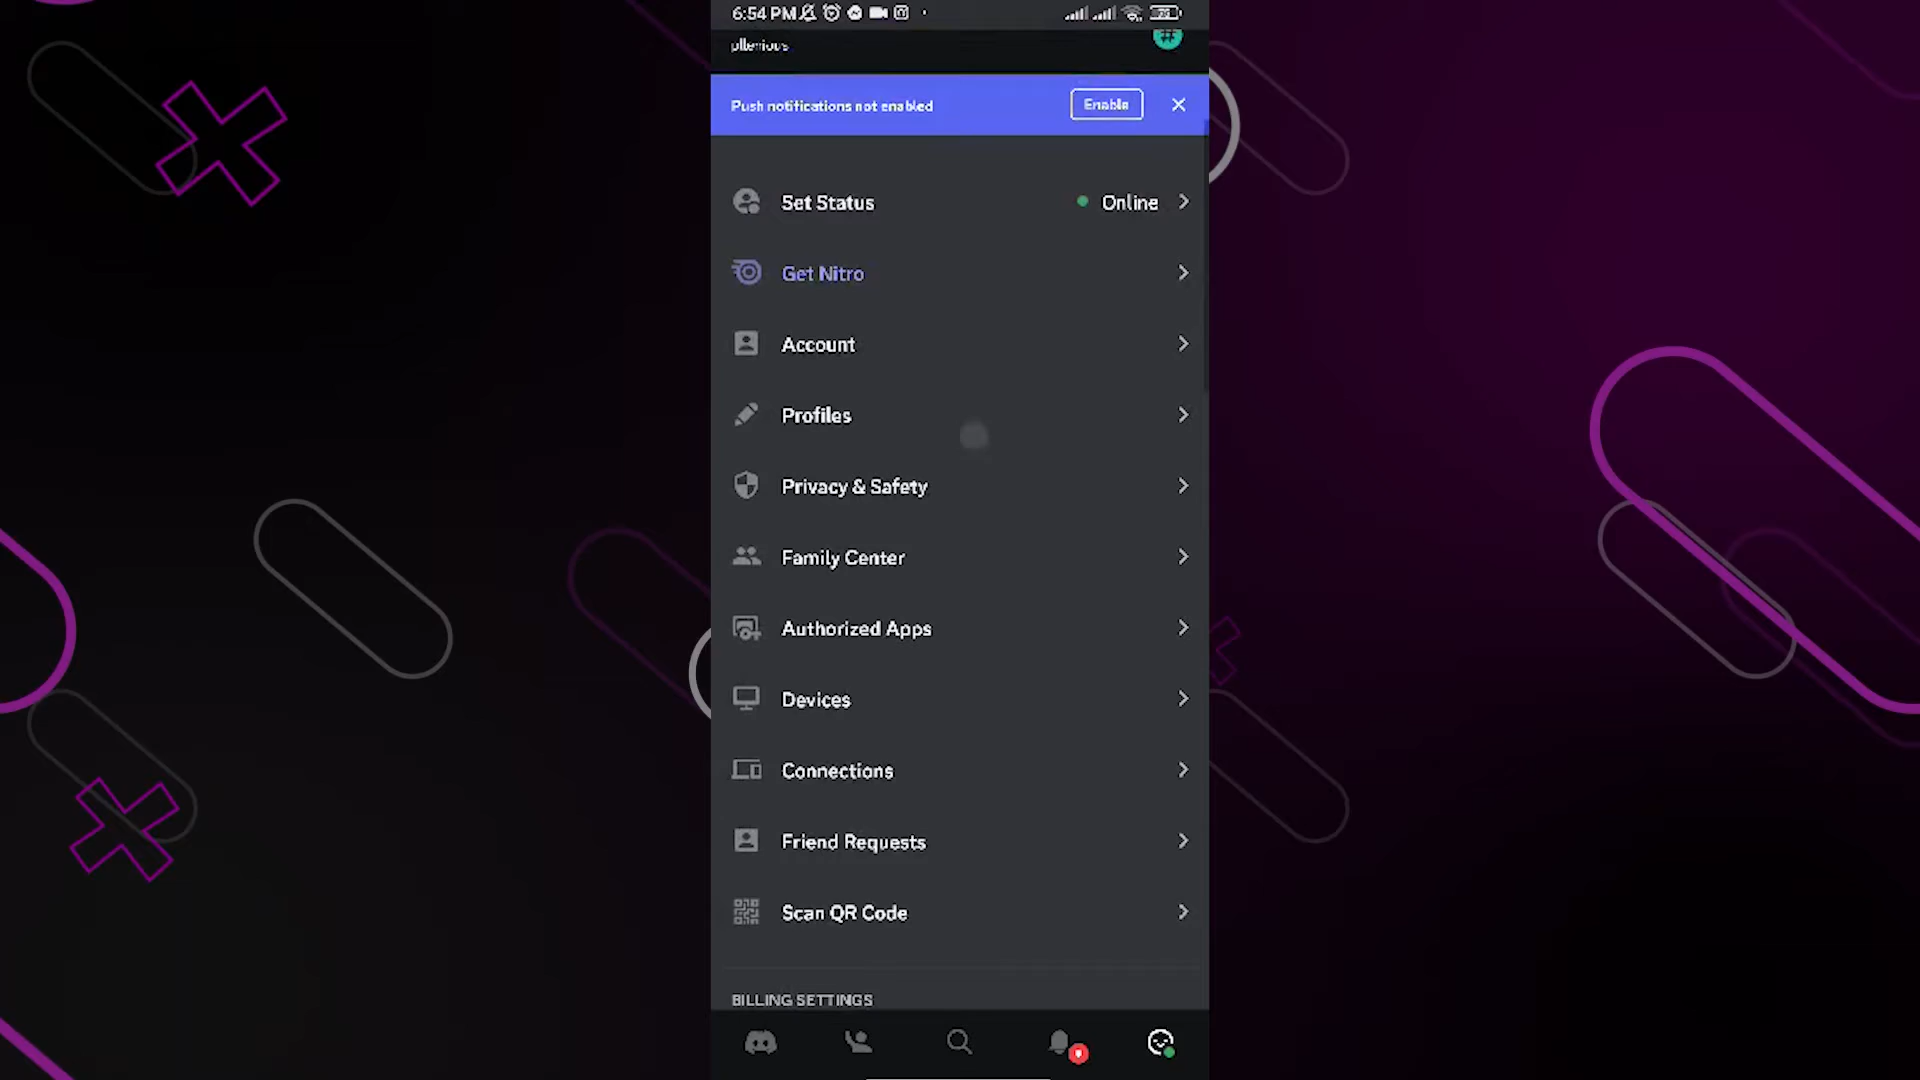 6:54 PM
pllenious
Push notifications not enabled
Enable
Set Status
Online
Get Nitro
Account
Profiles
Privacy & Safety
Family Center
Authorized Apps
Devices
Connections
Friend Requests
Scan QR Code
BILLING SETTINGS